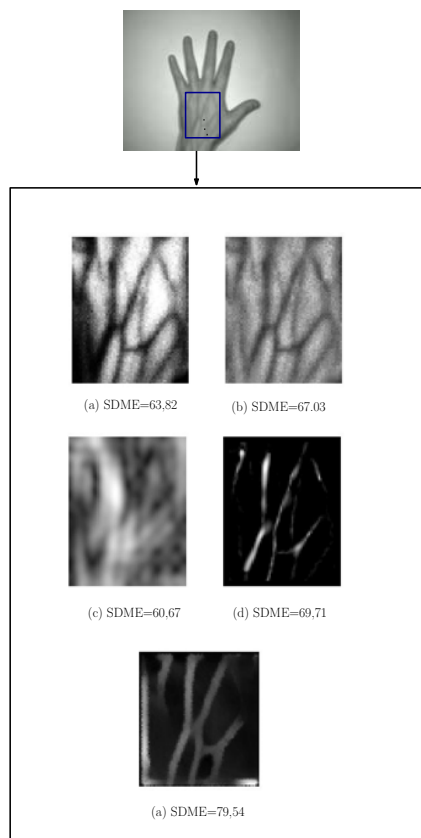 (a) SDME=63,82
(b) SDME=67.03
(c) SDME=60,67
(d) SDME=69,71
(a) SDME=79,54